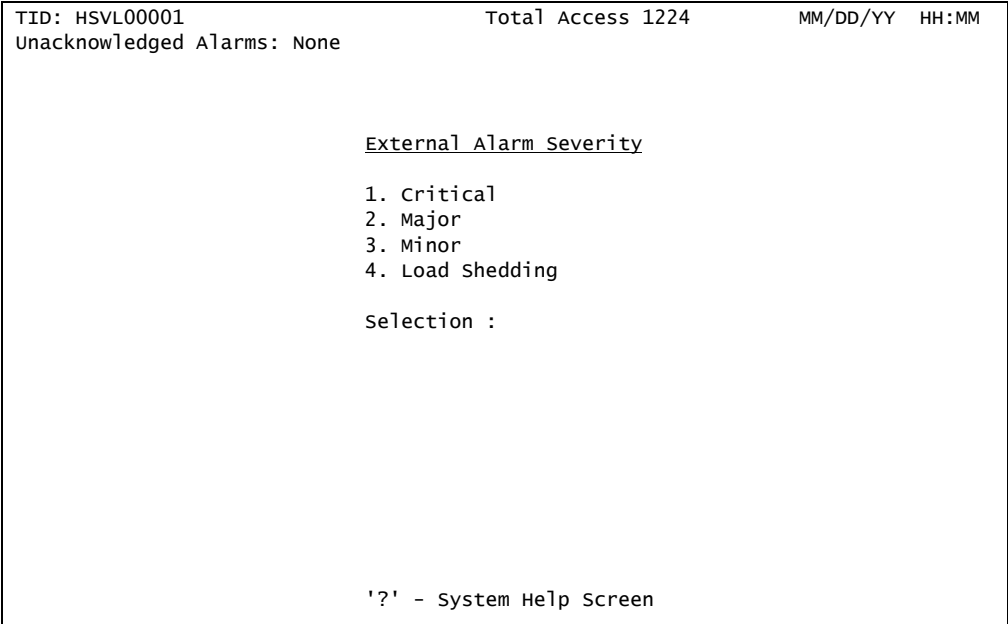 TID: HSVL00001 Total Access 1224 MM/DD/YY HH:MM
Unacknowledged Alarms: None
External Alarm Severity
1. Critical
2. Major
3. Minor
4. Load Shedding
Selection :
'?' - System Help Screen